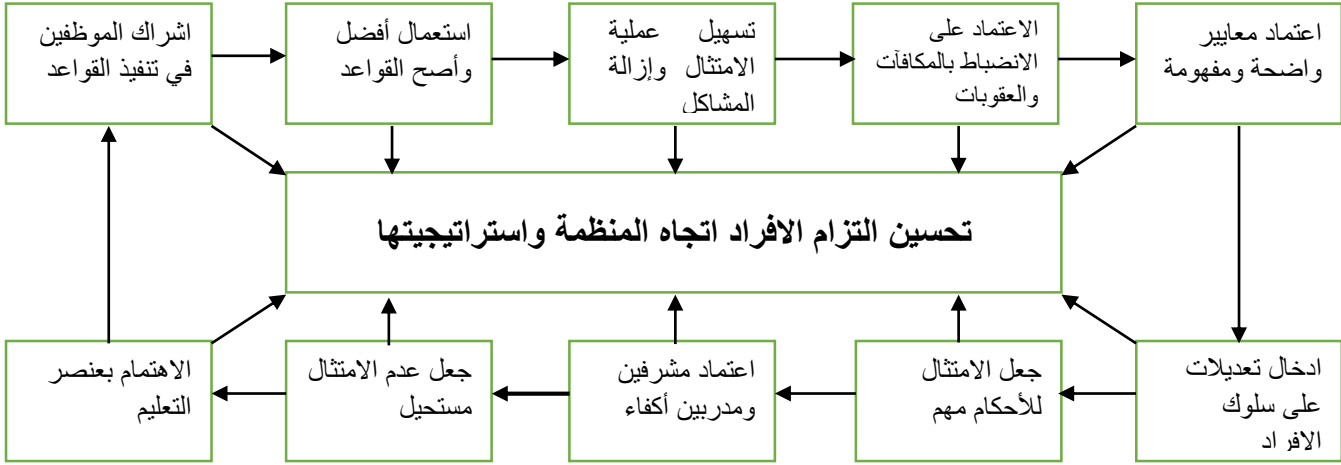 اعتماد معايير
واضحة ومفهومة
الاعتماد على
الانضباط بالمكافآت
والعقوبات
تسهيل عملية
الامتثال وإزالة
المشاكل
استعمال أفضل
وأصح القواعد
اشراك الموظفين
في تنفيذ القواعد
تحسين التزام الافراد اتجاه المنظمة واستراتيجيتها
ادخال تعديلات
على سلوك
الافراد
جعل الامتثال
للأحكام مهم
اعتماد مشرفين
ومدربين أكفاء
جعل عدم الامتثال
مستحيل
الاهتمام بعنصر
التعليم